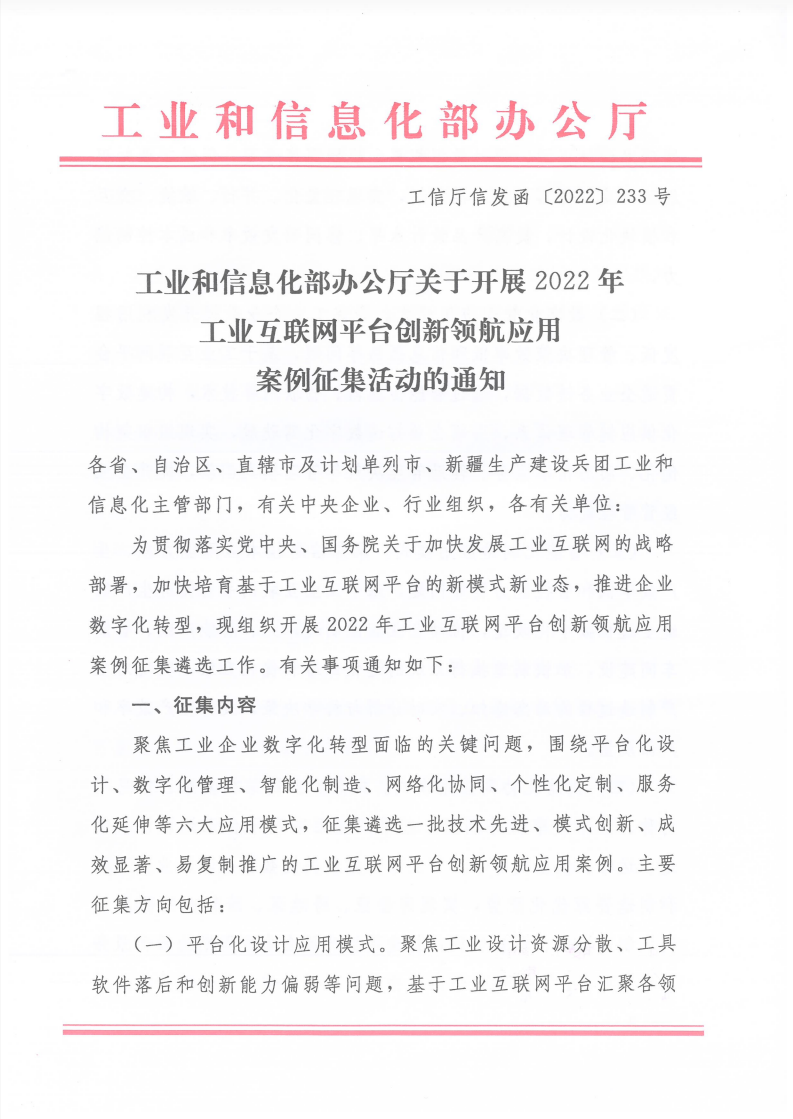 工业和信息化部办公厅
工信厅信发函〔2022〕233号
工业和信息化部办公厅关于开展2022年
工业互联网平台创新领航应用
案例征集活动的通知
各省、自治区、直辖市及计划单列市、新疆生产建设兵团工业和
信息化主管部门，有关中央企业、行业组织，各有关单位：
为贯彻落实党中央、国务院关于加快发展工业互联网的战略
部署，加快培育基于工业互联网平台的新模式新业态，推进企业
数字化转型，现组织开展2022年工业互联网平台创新领航应用
案例征集遴选工作。有关事项通知如下：
一、征集内容
聚焦工业企业数字化转型面临的关键问题，围绕平台化设
计、数字化管理、智能化制造、网络化协同、个性化定制、服务
化延伸等六大应用模式，征集遴选一批技术先进、模式创新、成
效显著、易复制推广的工业互联网平台创新领航应用案例。主要
征集方向包括：
（一）平台化设计应用模式。聚焦工业设计资源分散、工具
软件落后和创新能力偏弱等问题，基于工业互联网平台汇聚各领